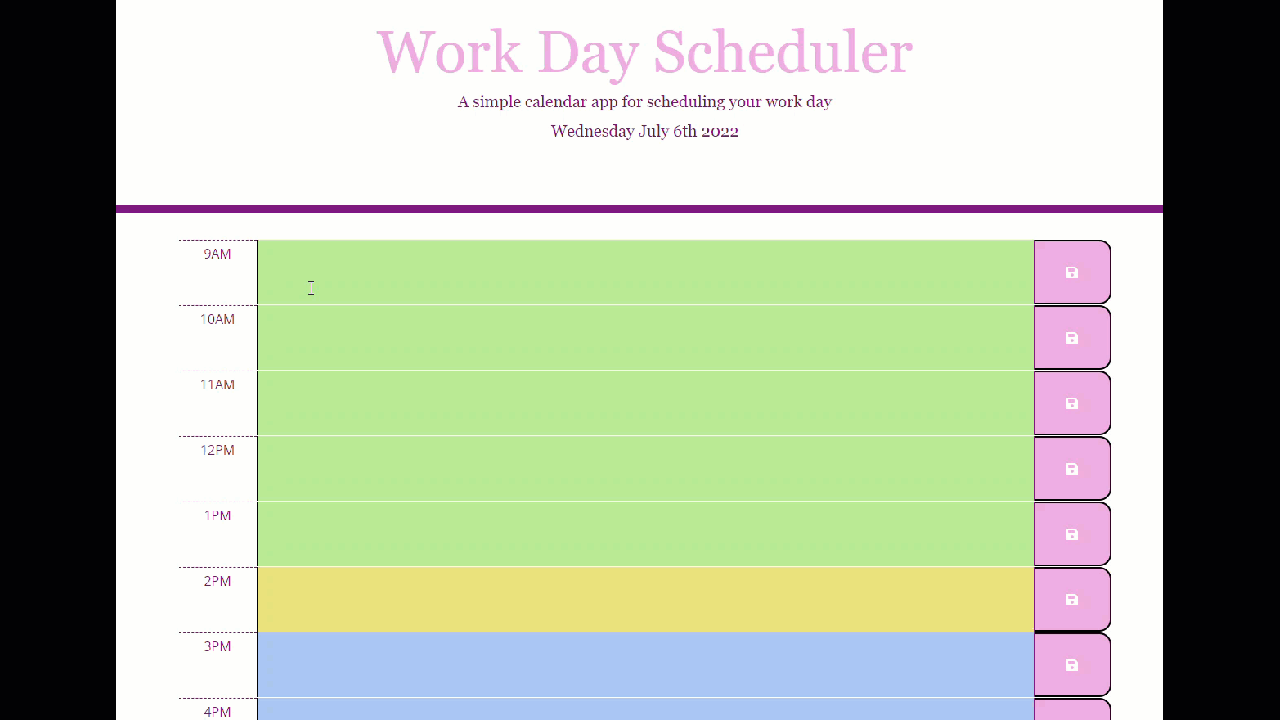 Work Day Scheduler
A simple calendar app for scheduling your work day
Wednesday July 6th 2022
9AM
10AM
11AM
12PM
1PM
2PM
3PM
4PM